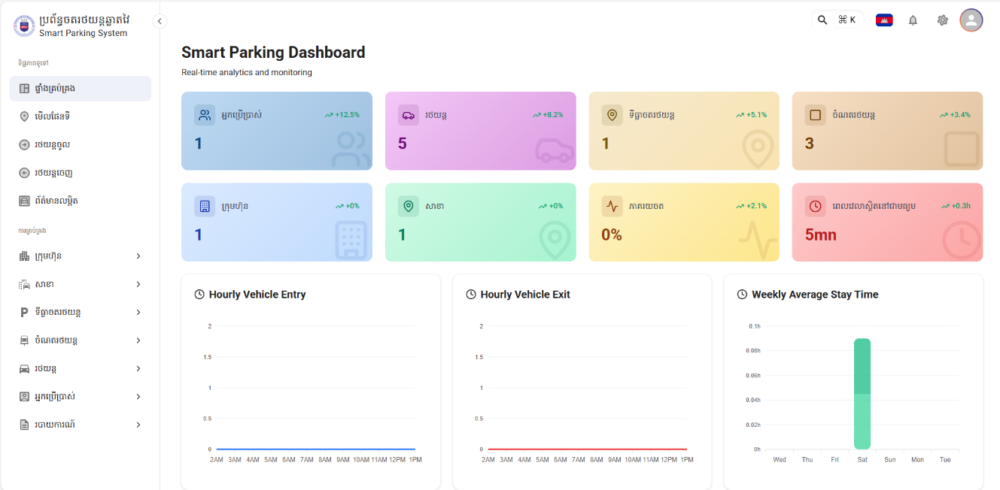 ប្រព័ន្ធចតរថយន្តឆ្លាតវៃ
Smart Parking System
ទិដ្ឋភាពទូទៅ
ផ្ទាំងគ្រប់គ្រង
មើលផែនទី
រថយន្តចូល
រថយន្តចេញ
ព័ត៌មានលម្អិត
ការគ្រប់គ្រង
ក្រុមហ៊ុន
សាខា
P ទីធ្លាចតរថយន្ត
ចំណតរថយន្ត
រថយន្ត
អ្នកប្រើប្រាស់
របាយការណ៍
⌘ K
Smart Parking Dashboard
Real-time analytics and monitoring
អ្នកប្រើប្រាស់ +12.5%
1
រថយន្ត +8.2%
5
ទីធ្លាចតរថយន្ត +5.1%
1
ចំណតរថយន្ត +3.4%
3
ក្រុមហ៊ុន +0%
1
សាខា +0%
1
ភាគរយចត +2.1%
0%
ពេលវេលាស្ថិតនៅជាមធ្យម +0.3h
5mn
Hourly Vehicle Entry
2
1.5
1
0.5
0
2AM 3AM 4AM 5AM 6AM 7AM 8AM 9AM 10AM 11AM 12PM 1PM
Hourly Vehicle Exit
2
1.5
1
0.5
0
2AM 3AM 4AM 5AM 6AM 7AM 8AM 9AM 10AM 11AM 12PM 1PM
Weekly Average Stay Time
0.1h
0.08h
0.06h
0.04h
0.02h
0h
Wed Thu Fri Sat Sun Mon Tue